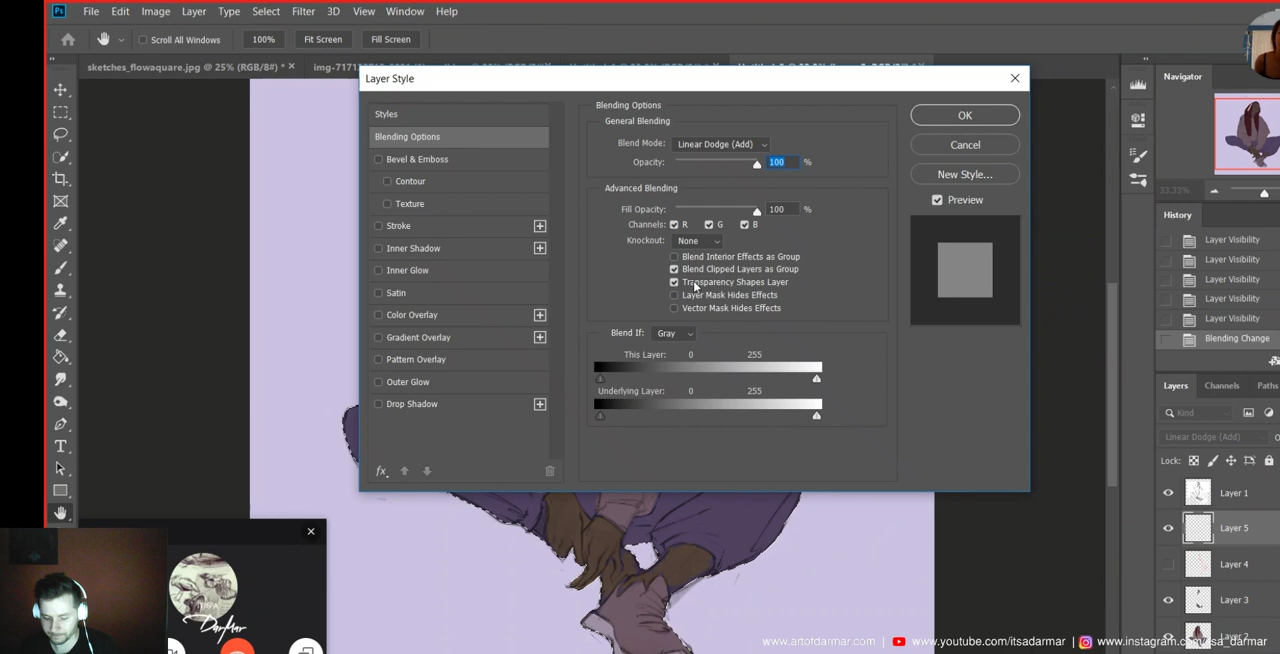 Ps File Edit Image Layer Type Select Filter 3D View Window Help
Scroll All Windows 100% Fit Screen Fill Screen
sketches_flowaquare.jpg @ 25% (RGB/8#) *
Layer Style
Styles
Blending Options
Bevel & Emboss
Contour
Texture
Stroke
Inner Shadow
Inner Glow
Satin
Color Overlay
Gradient Overlay
Pattern Overlay
Outer Glow
Drop Shadow
fx
Blending Options
General Blending
Blend Mode: Linear Dodge (Add)
Opacity: 100 %
Advanced Blending
Fill Opacity: 100 %
Channels: R G B
Knockout: None
Blend Interior Effects as Group
Blend Clipped Layers as Group
Transparency Shapes Layer
Layer Mask Hides Effects
Vector Mask Hides Effects
Blend If: Gray
This Layer: 0 255
Underlying Layer: 0 255
OK
Cancel
New Style...
Preview
Navigator
33.33%
History
Layer Visibility
Layer Visibility
Layer Visibility
Layer Visibility
Layer Visibility
Blending Change
Layers Channels Paths
Kind
Linear Dodge (Add)
Lock:
Layer 1
Layer 5
Layer 4
Layer 3
Layer 2
DarMar
www.artofdarmar.com | www.youtube.com/itsadarmar | www.instagram.com/isa_darmar